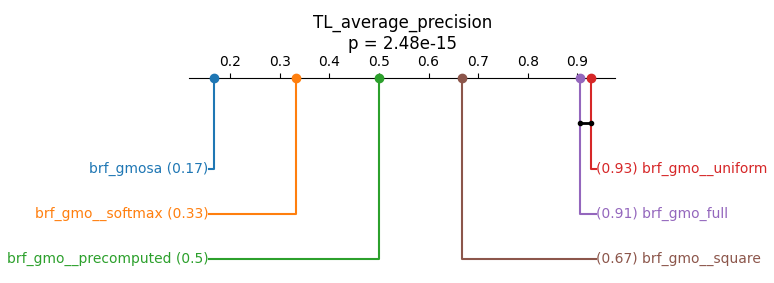 TL_average_precision
p = 2.48e-15
0.2 0.3 0.4 0.5 0.6 0.7 0.8 0.9
brf_gmosa (0.17) (0.93) brf_gmo__uniform
brf_gmo__softmax (0.33) (0.91) brf_gmo_full
brf_gmo__precomputed (0.5) (0.67) brf_gmo__square